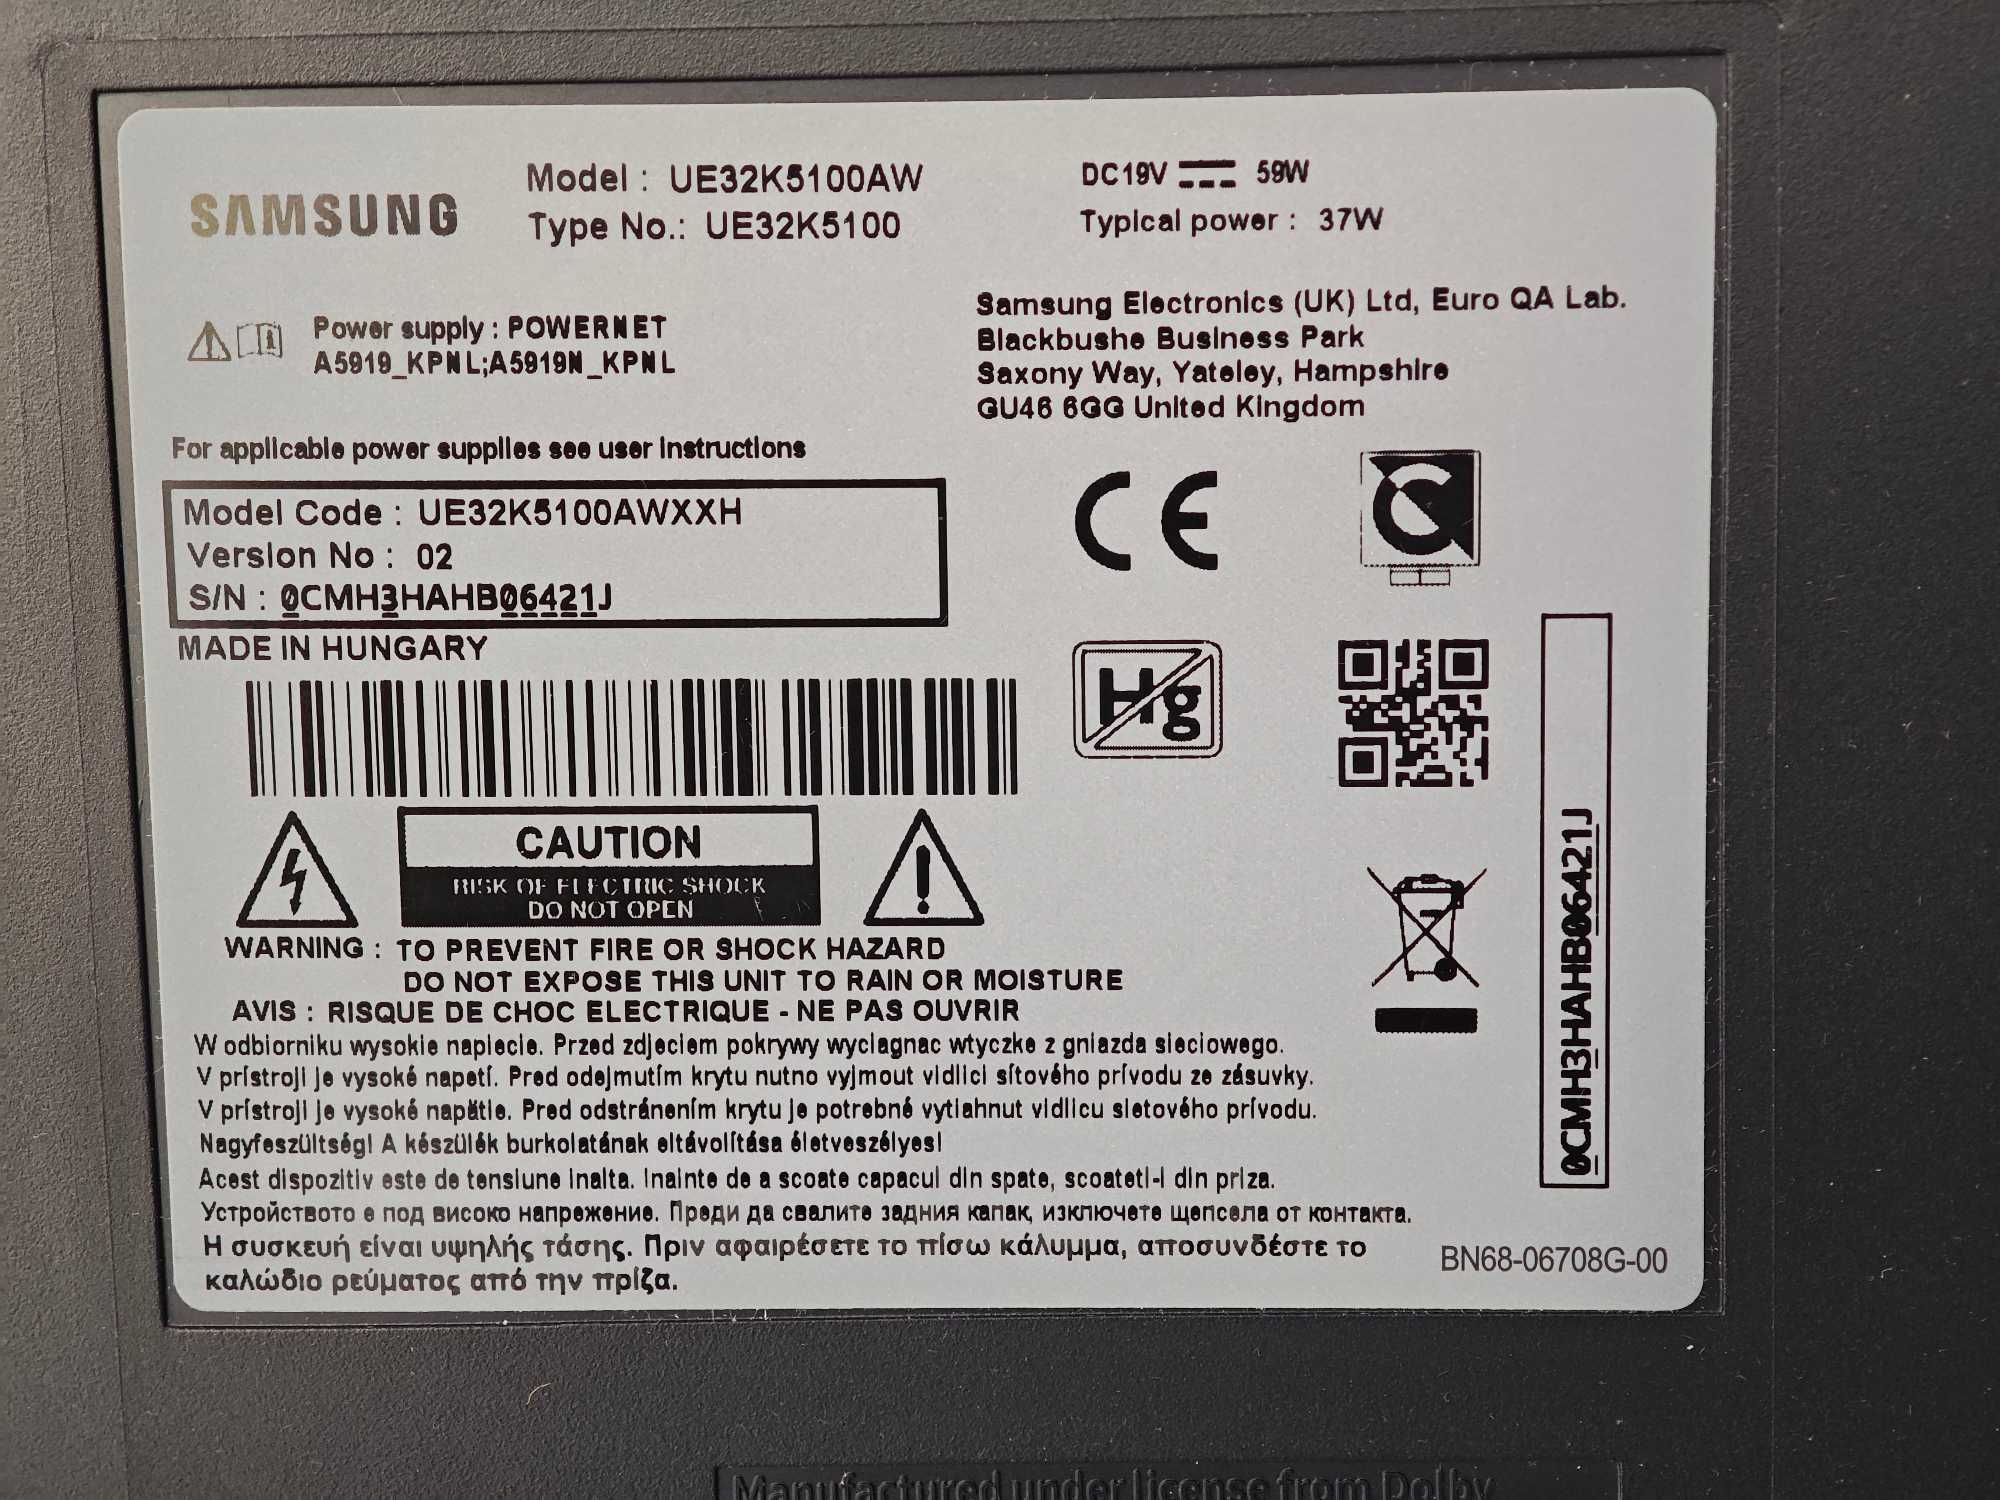 SAMSUNG
Model : UE32K5100AW
Type No.: UE32K5100
DC19V 59W
Typical power : 37W
Power supply : POWERNET
A5919_KPNL;A5919N_KPNL
Samsung Electronics (UK) Ltd, Euro QA Lab.
Blackbushe Business Park
Saxony Way, Yateley, Hampshire
GU46 6GG United Kingdom
For applicable power supplies see user instructions
Model Code : UE32K5100AWXXH
Version No : 02
S/N : 0CMH3HAHB06421J
MADE IN HUNGARY
CE
C
Hg
CAUTION
RISK OF ELECTRIC SHOCK
DO NOT OPEN
WARNING : TO PREVENT FIRE OR SHOCK HAZARD
DO NOT EXPOSE THIS UNIT TO RAIN OR MOISTURE
AVIS : RISQUE DE CHOC ELECTRIQUE - NE PAS OUVRIR
W odbiorniku wysokie napiecie. Przed zdjeciem pokrywy wyciagnac wtyczke z gniazda sieciowego.
V prístroji je vysoké napetí. Pred odejmutím krytu nutno vyjmout vidlici sítového prívodu ze zásuvky.
V prístroji je vysoké napätie. Pred odstránením krytu je potrebné vytiahnut vidlicu sietového prívodu.
Nagyfeszültség! A készülék burkolatának eltávolítása életveszélyes!
Acest dispozitiv este de tensiune inalta. Inainte de a scoate capacul din spate, scoateti-l din priza.
Устройството е под високо напрежение. Преди да свалите задния капак, изключете щепсела от контакта.
Η συσκευή είναι υψηλής τάσης. Πριν αφαιρέσετε το πίσω κάλυμμα, αποσυνδέστε το
καλώδιο ρεύματος από την πρίζα.
0CMH3HAHB06421J
BN68-06708G-00
Manufactured under license from Dolby